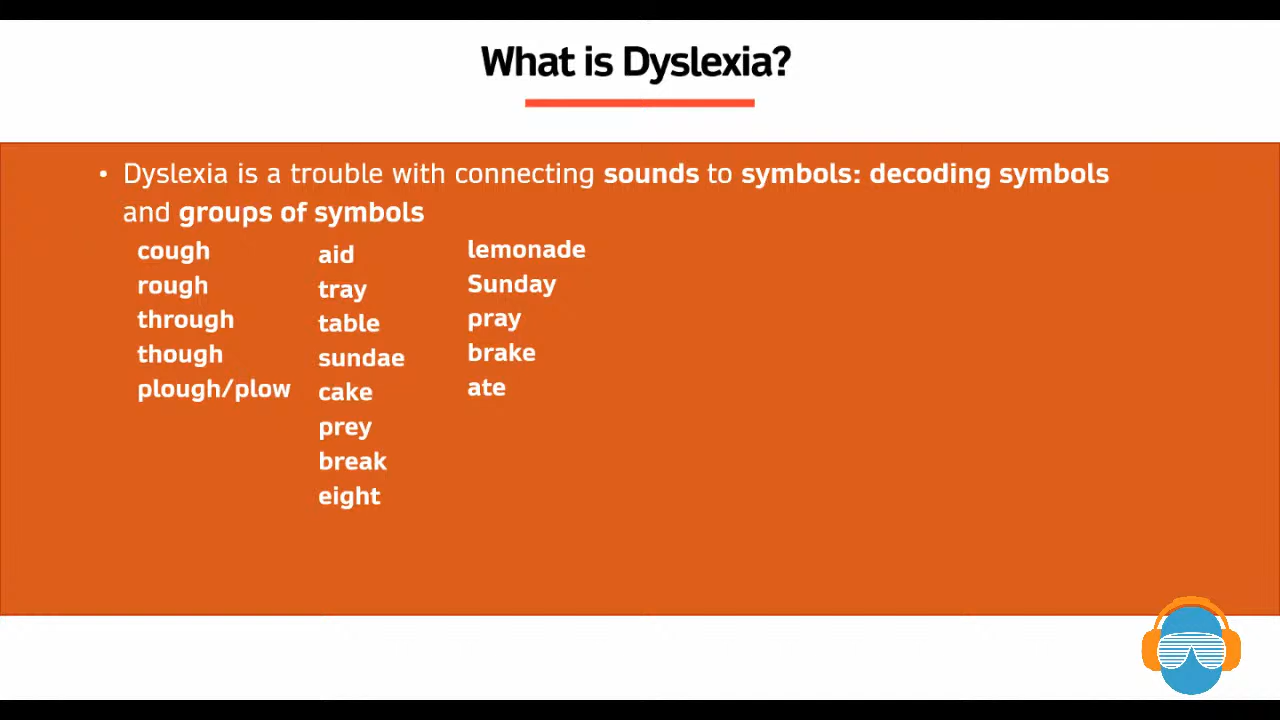 What is Dyslexia?
• Dyslexia is a trouble with connecting sounds to symbols: decoding symbols
and groups of symbols
cough
rough
through
though
plough/plow
aid
tray
table
sundae
cake
prey
break
eight
lemonade
Sunday
pray
brake
ate